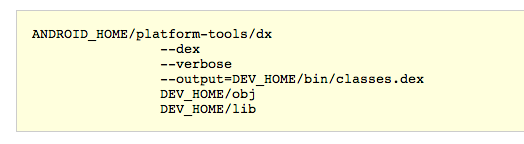 ANDROID_HOME/platform-tools/dx
--dex
--verbose
--output=DEV_HOME/bin/classes.dex
DEV_HOME/obj
DEV_HOME/lib